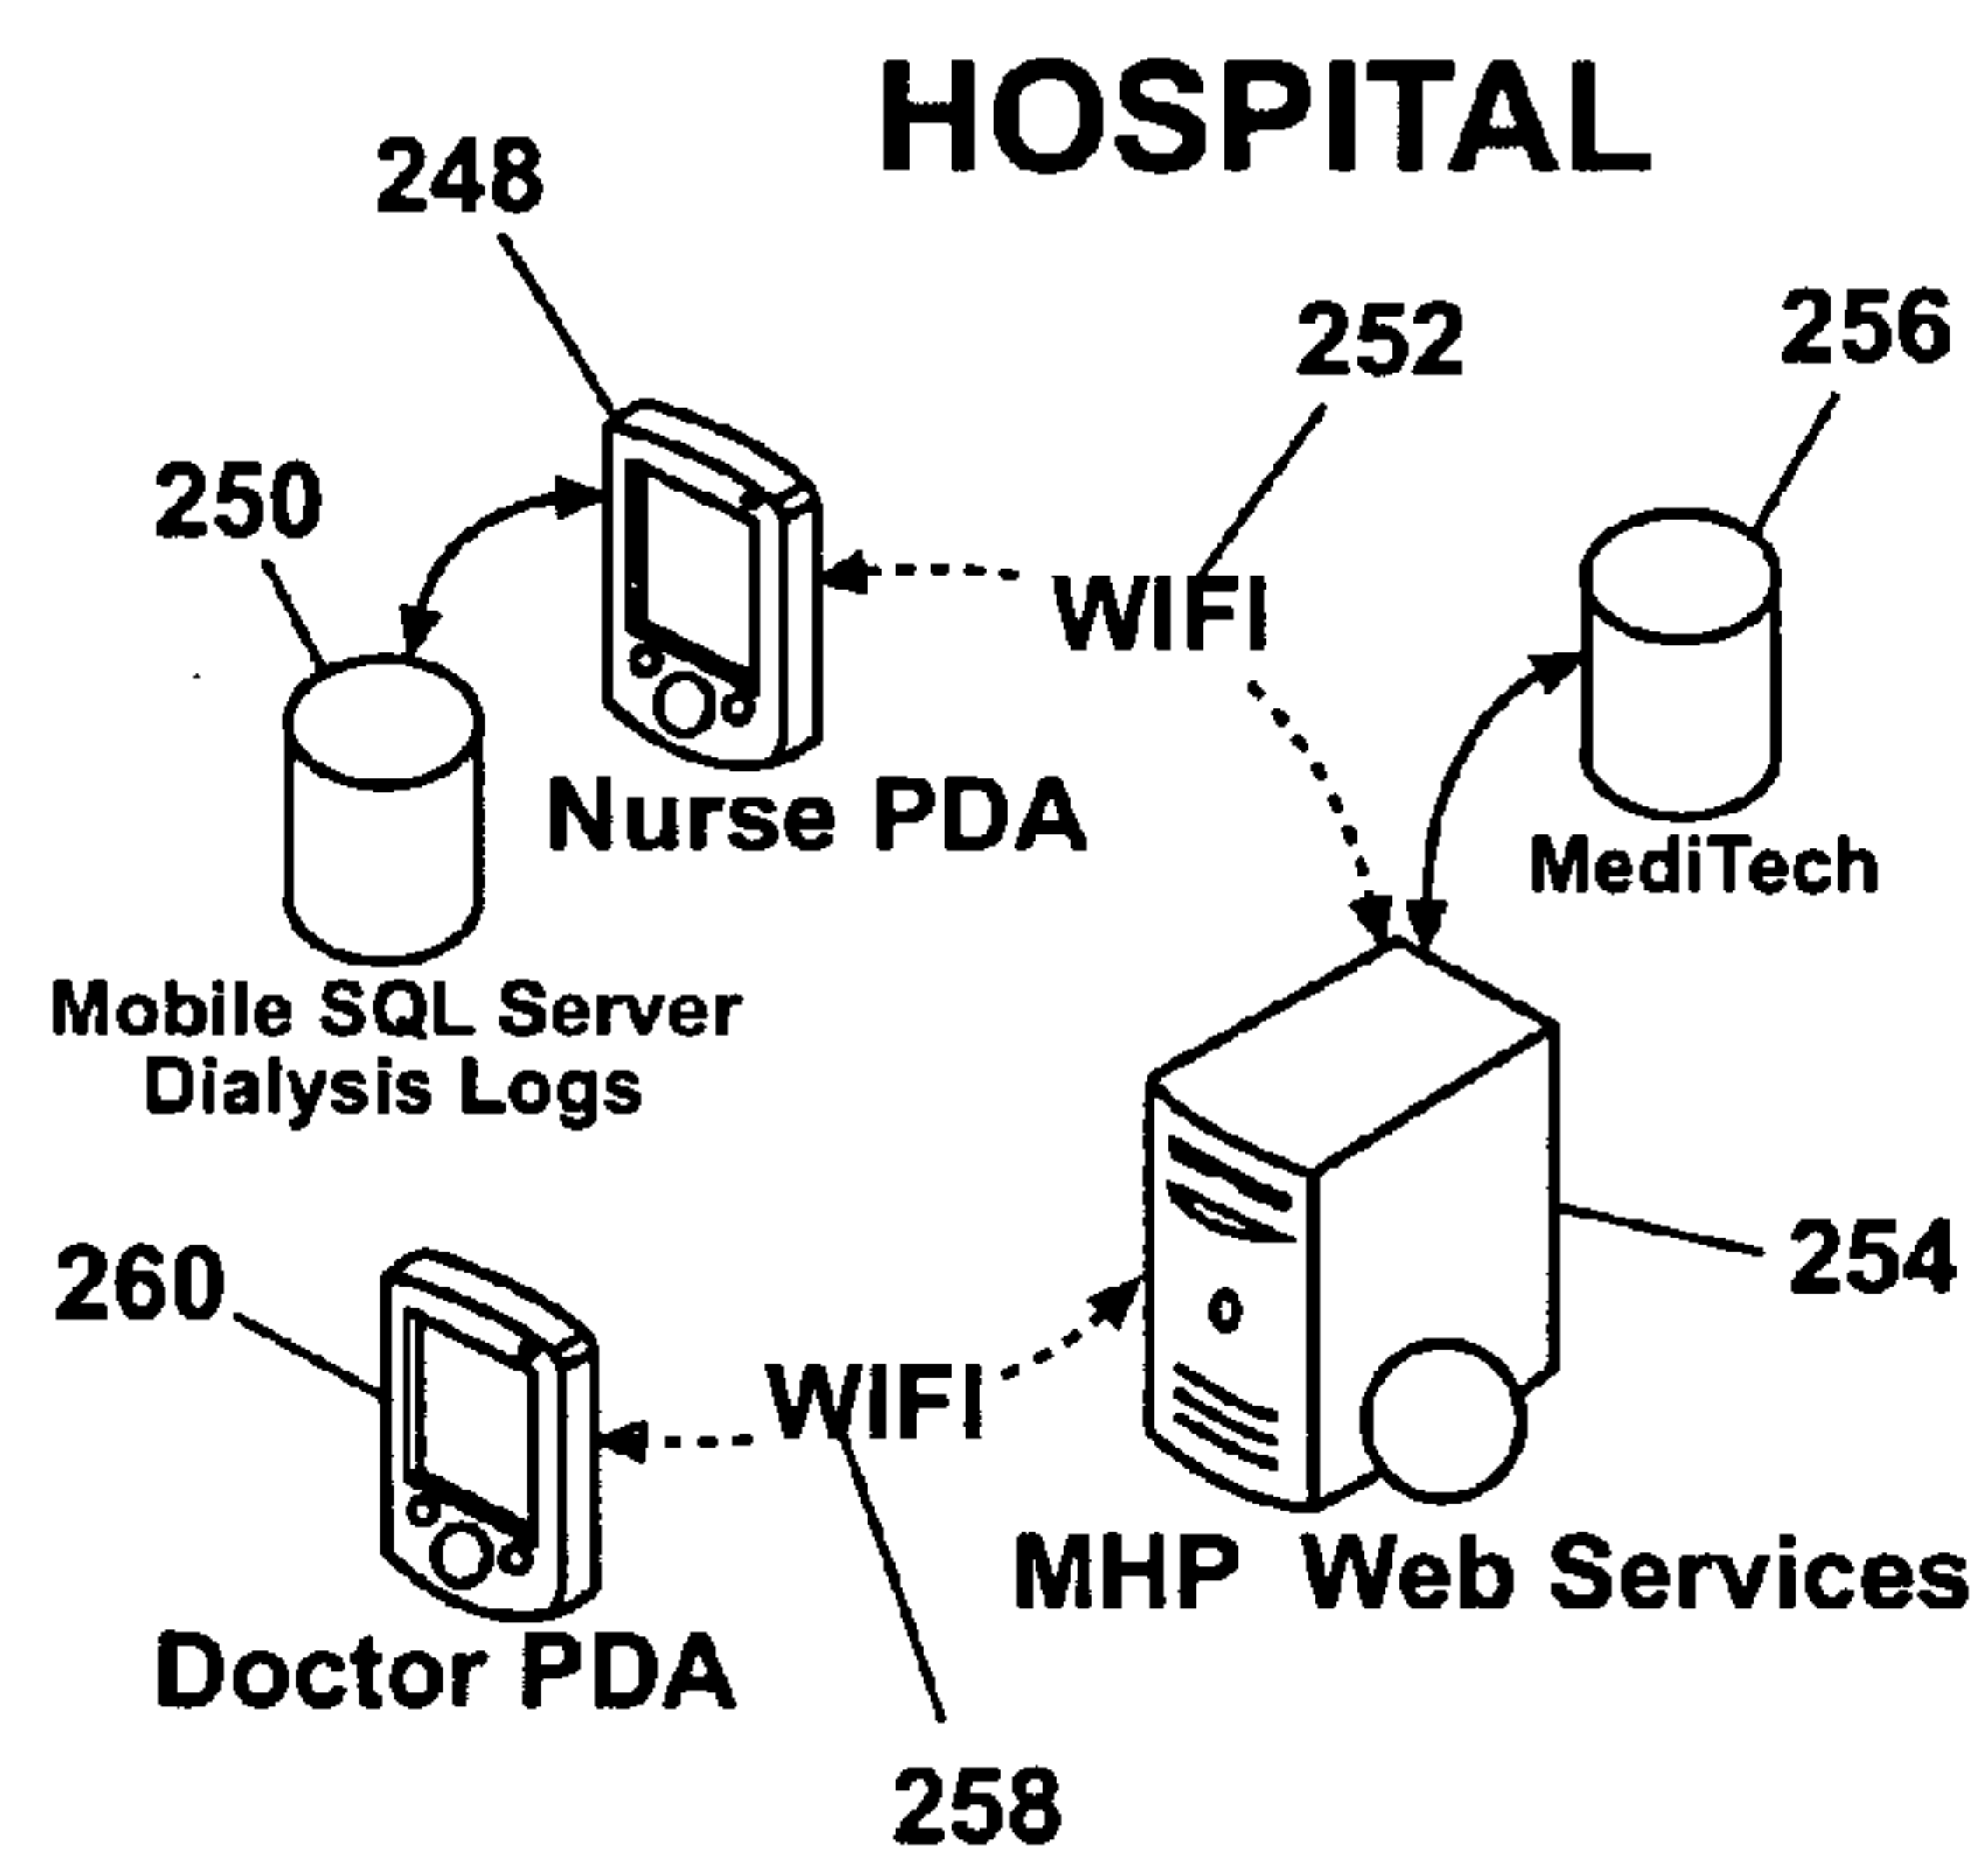 HOSPITAL
248
252
256
250
WIFI
Nurse PDA
MediTech
Mobile SQL Server
Dialysis Logs
260
254
WIFI
MHP Web Services
Doctor PDA
258